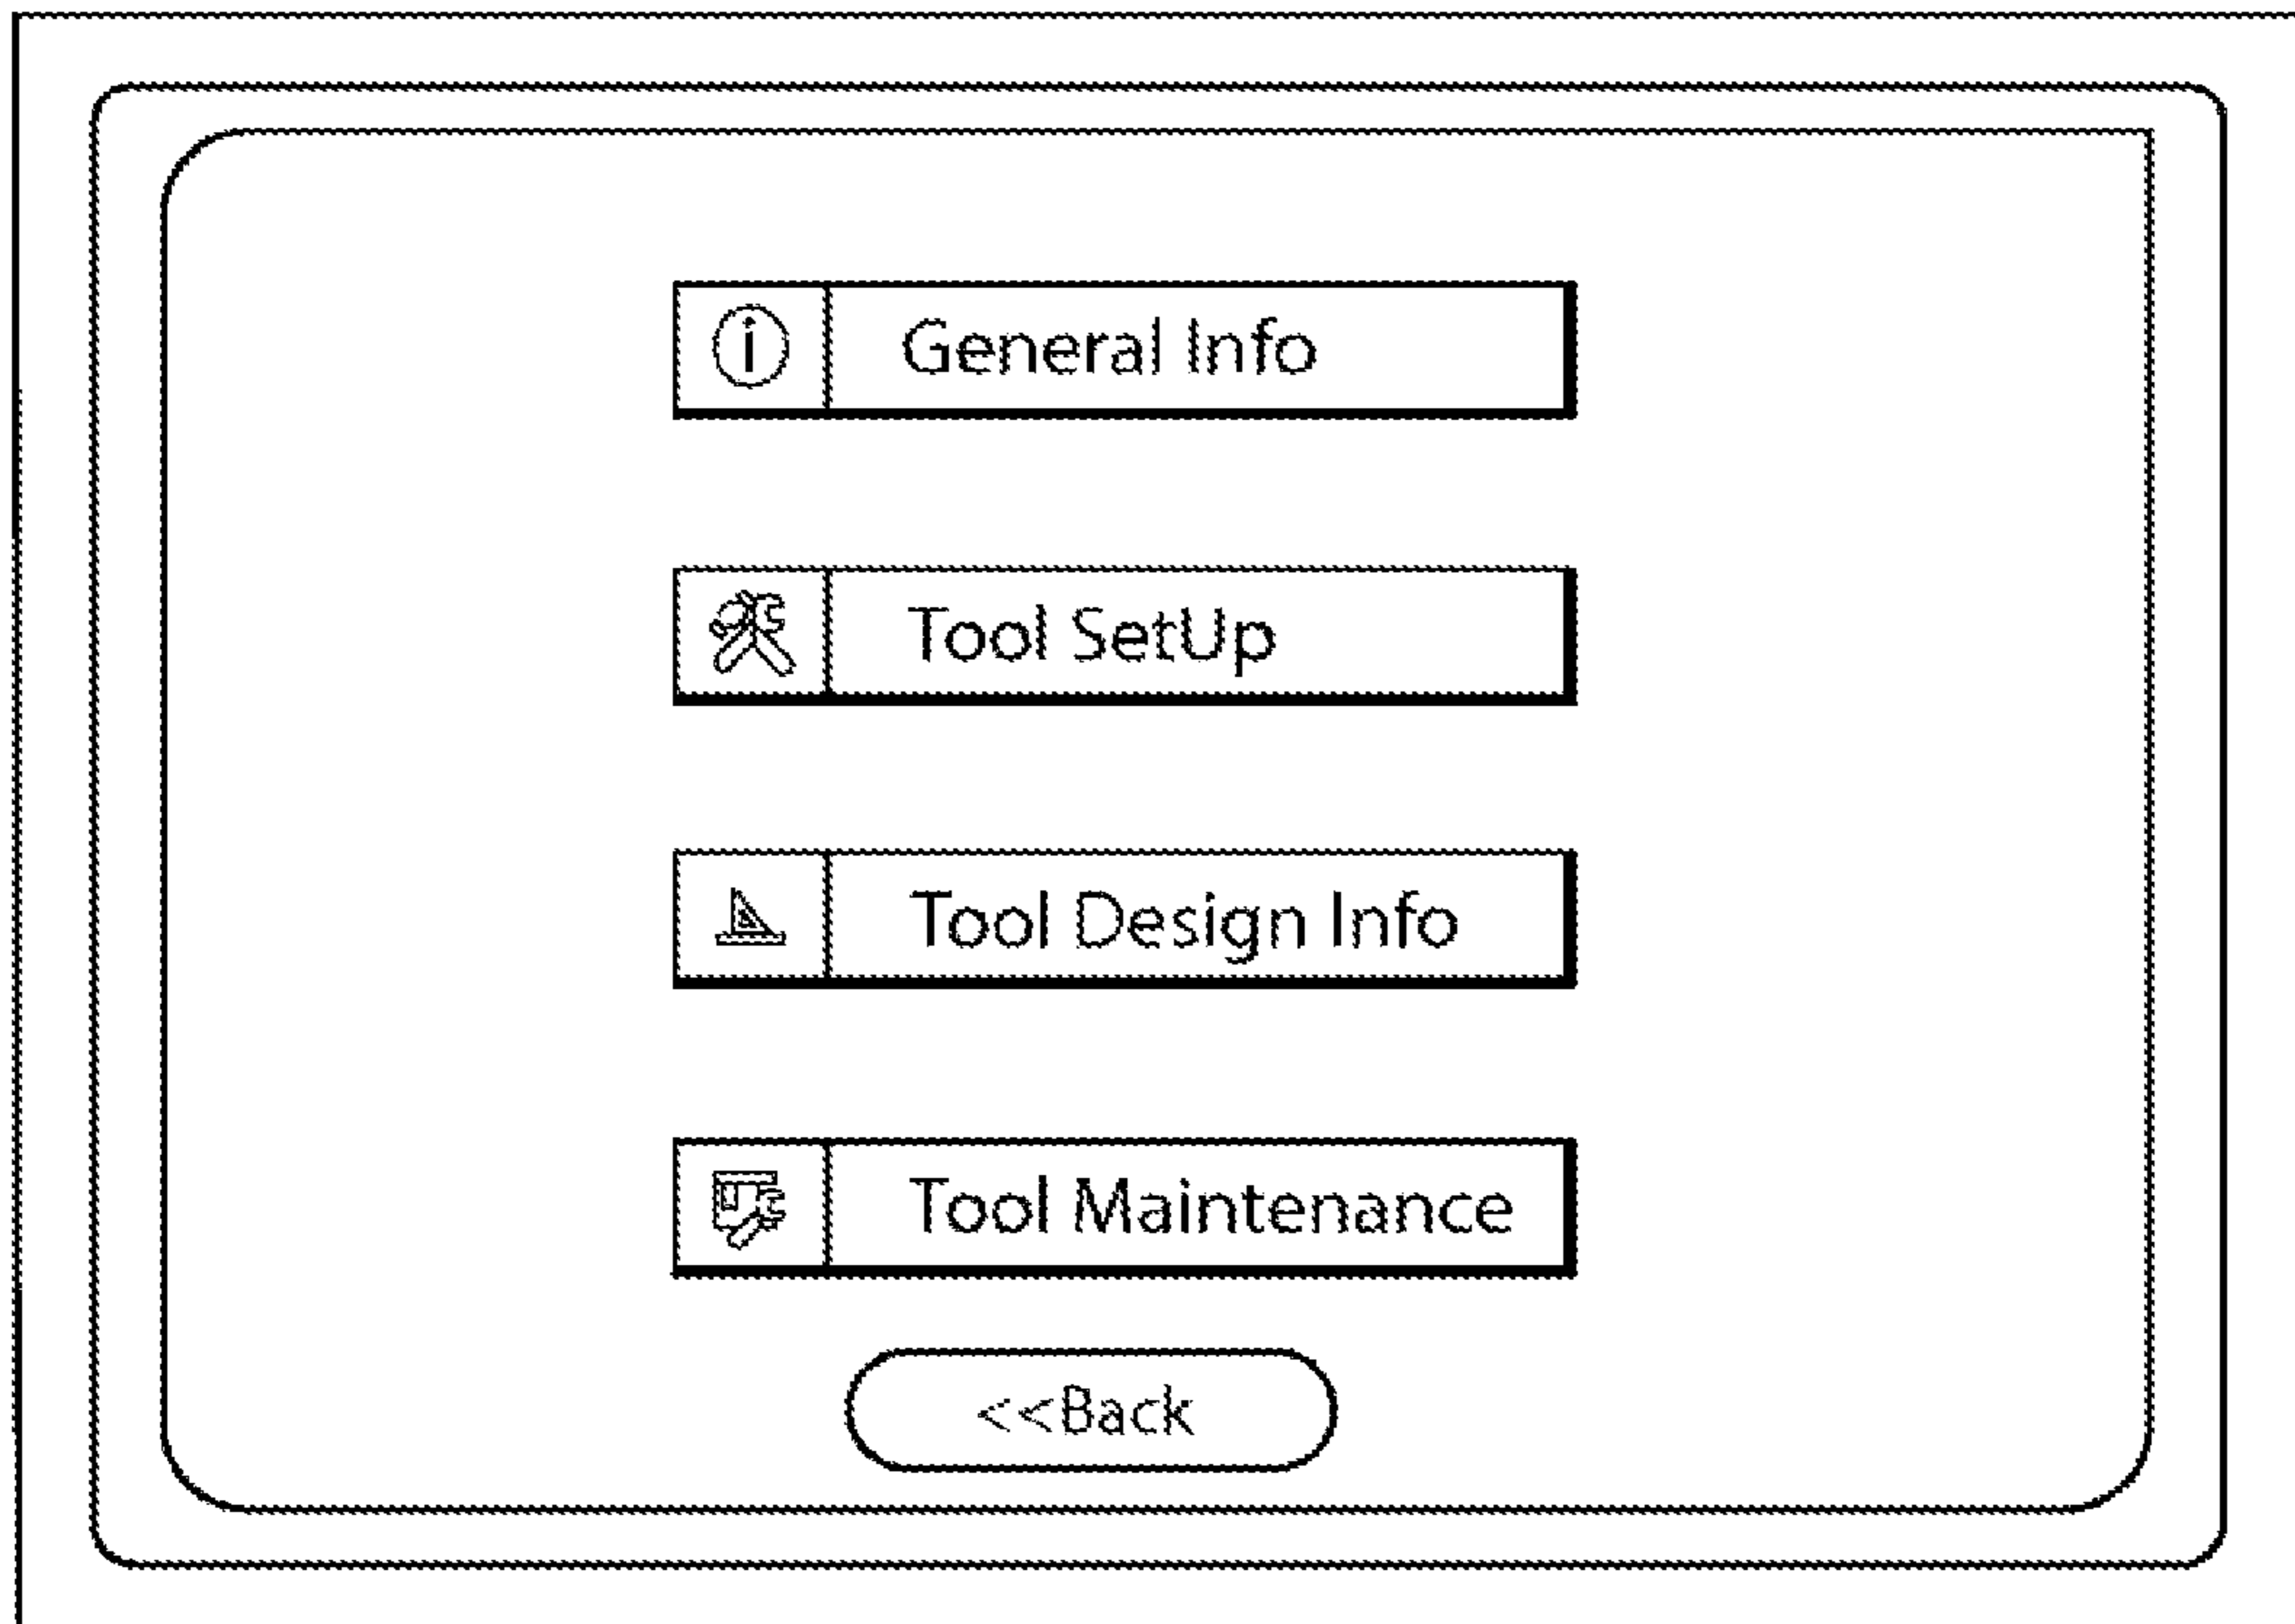 General Info
Tool SetUp
Tool Design Info
Tool Maintenance
<<Back